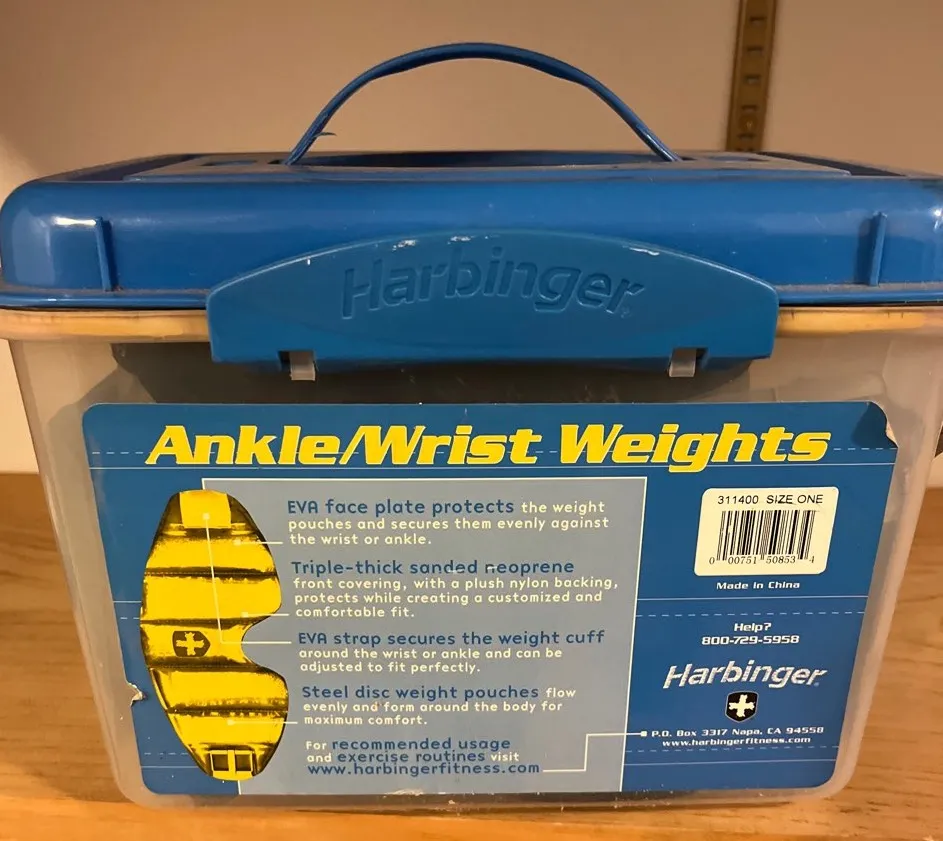 Harbinger
Ankle/Wrist Weights
EVA face plate protects the weight
pouches and secures them evenly against
the wrist or ankle.
Triple-thick sanded neoprene
front covering, with a plush nylon backing,
protects while creating a customized and
comfortable fit.
EVA strap secures the weight cuff
around the wrist or ankle and can be
adjusted to fit perfectly.
Steel disc weight pouches flow
evenly and form around the body for
maximum comfort.
For recommended usage
and exercise routines visit
www.harbingerfitness.com
311400 SIZE ONE
0 00751 50853 4
Made in China
Help?
800-729-5958
Harbinger
P.O. Box 3317 Napa, CA 94558
www.harbingerfitness.com